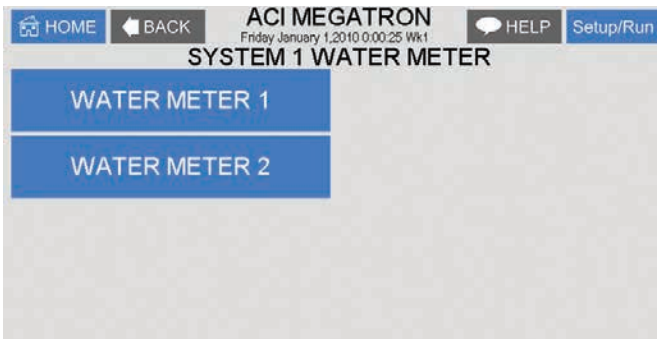 HOME BACK ACI MEGATRON HELP Setup/Run
Friday January 1,2010 0:00:25 Wk1
SYSTEM 1 WATER METER
WATER METER 1
WATER METER 2